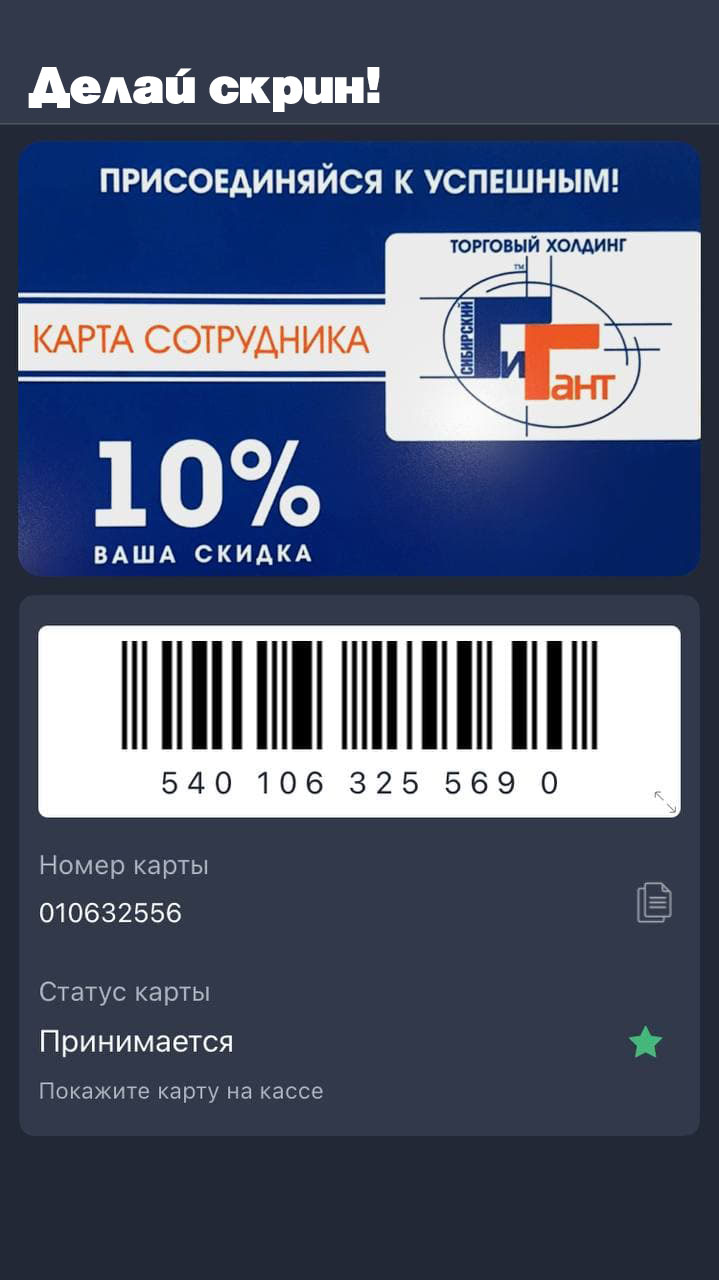 Делай скрин!
ПРИСОЕДИНЯЙСЯ К УСПЕШНЫМ!
ТОРГОВЫЙ ХОЛДИНГ
TM
СИБИРСКИЙ
ГиГант
КАРТА СОТРУДНИКА
10%
ВАША СКИДКА
540 106 325 569 0
Номер карты
010632556
Статус карты
Принимается
Покажите карту на кассе